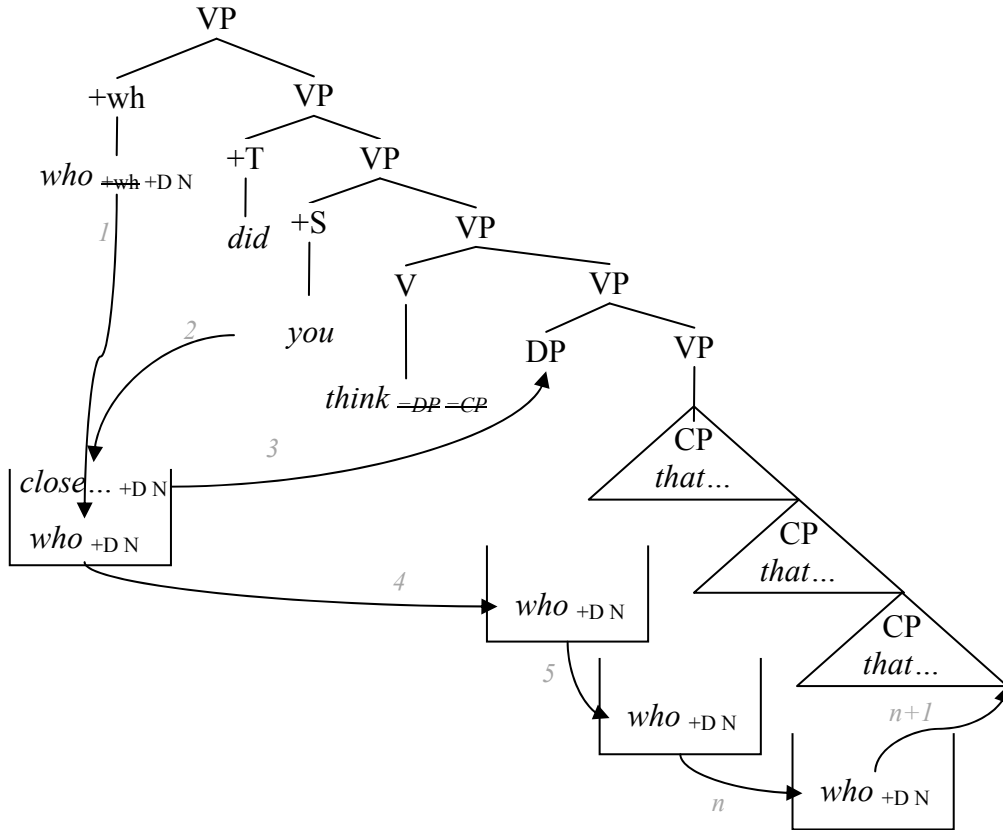 VP
+wh VP
who +wh +D N +T VP
1 did +S VP
V VP
2 you DP VP
think =DP =CP
3 CP
close… +D N that…
who +D N CP
that…
4 who +D N CP
that…
5 who +D N n+1
n who +D N